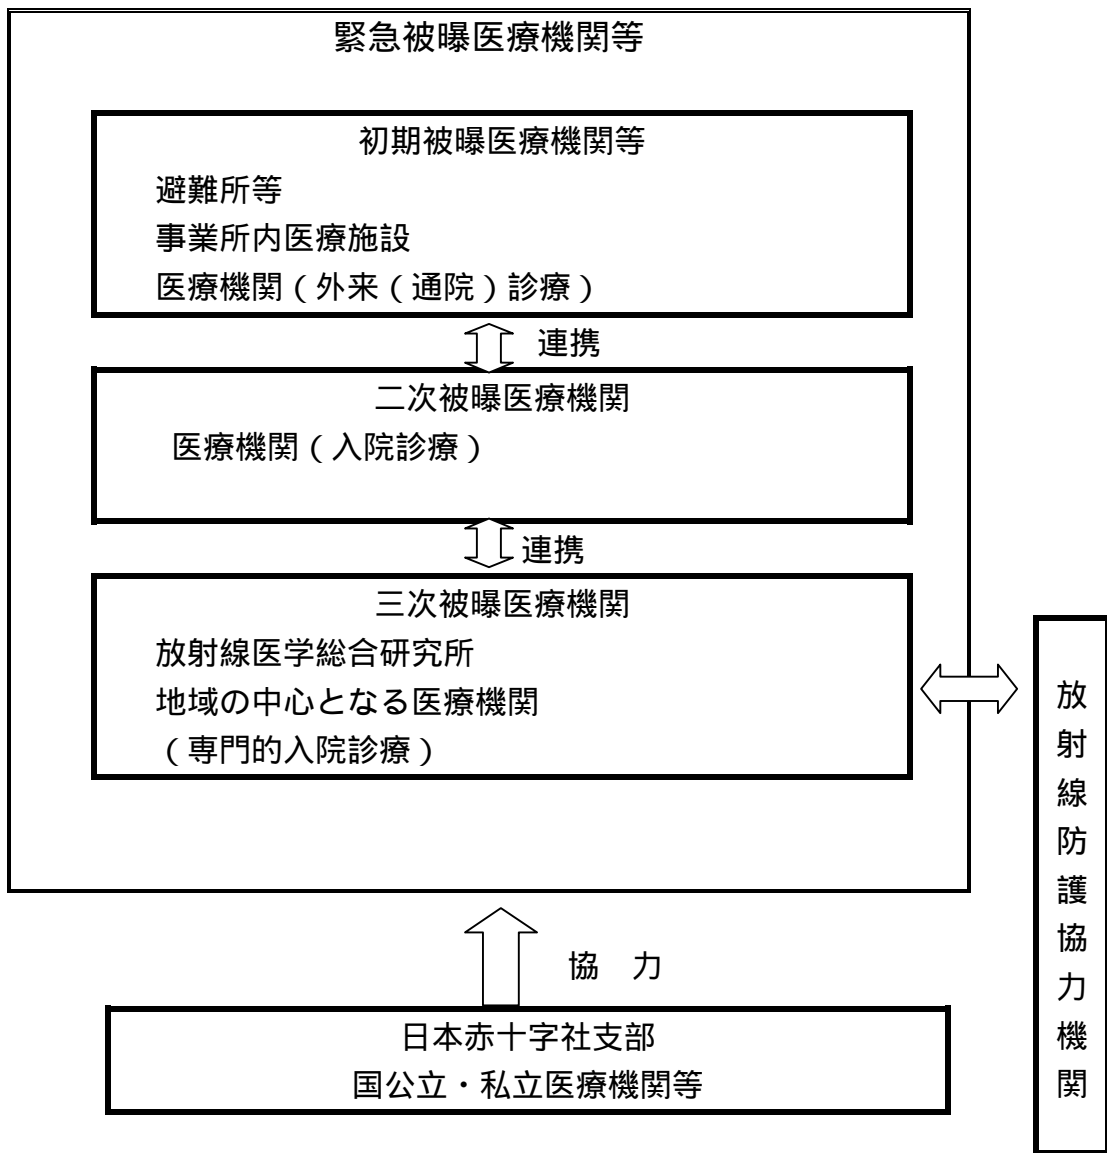 緊急被曝医療機関等
初期被曝医療機関等
避難所等
事業所内医療施設
医療機関（外来（通院）診療）
連携
二次被曝医療機関
医療機関（入院診療）
連携
三次被曝医療機関
放射線医学総合研究所
地域の中心となる医療機関
（専門的入院診療）
放射線防護協力機関
協　力
日本赤十字社支部
国公立・私立医療機関等